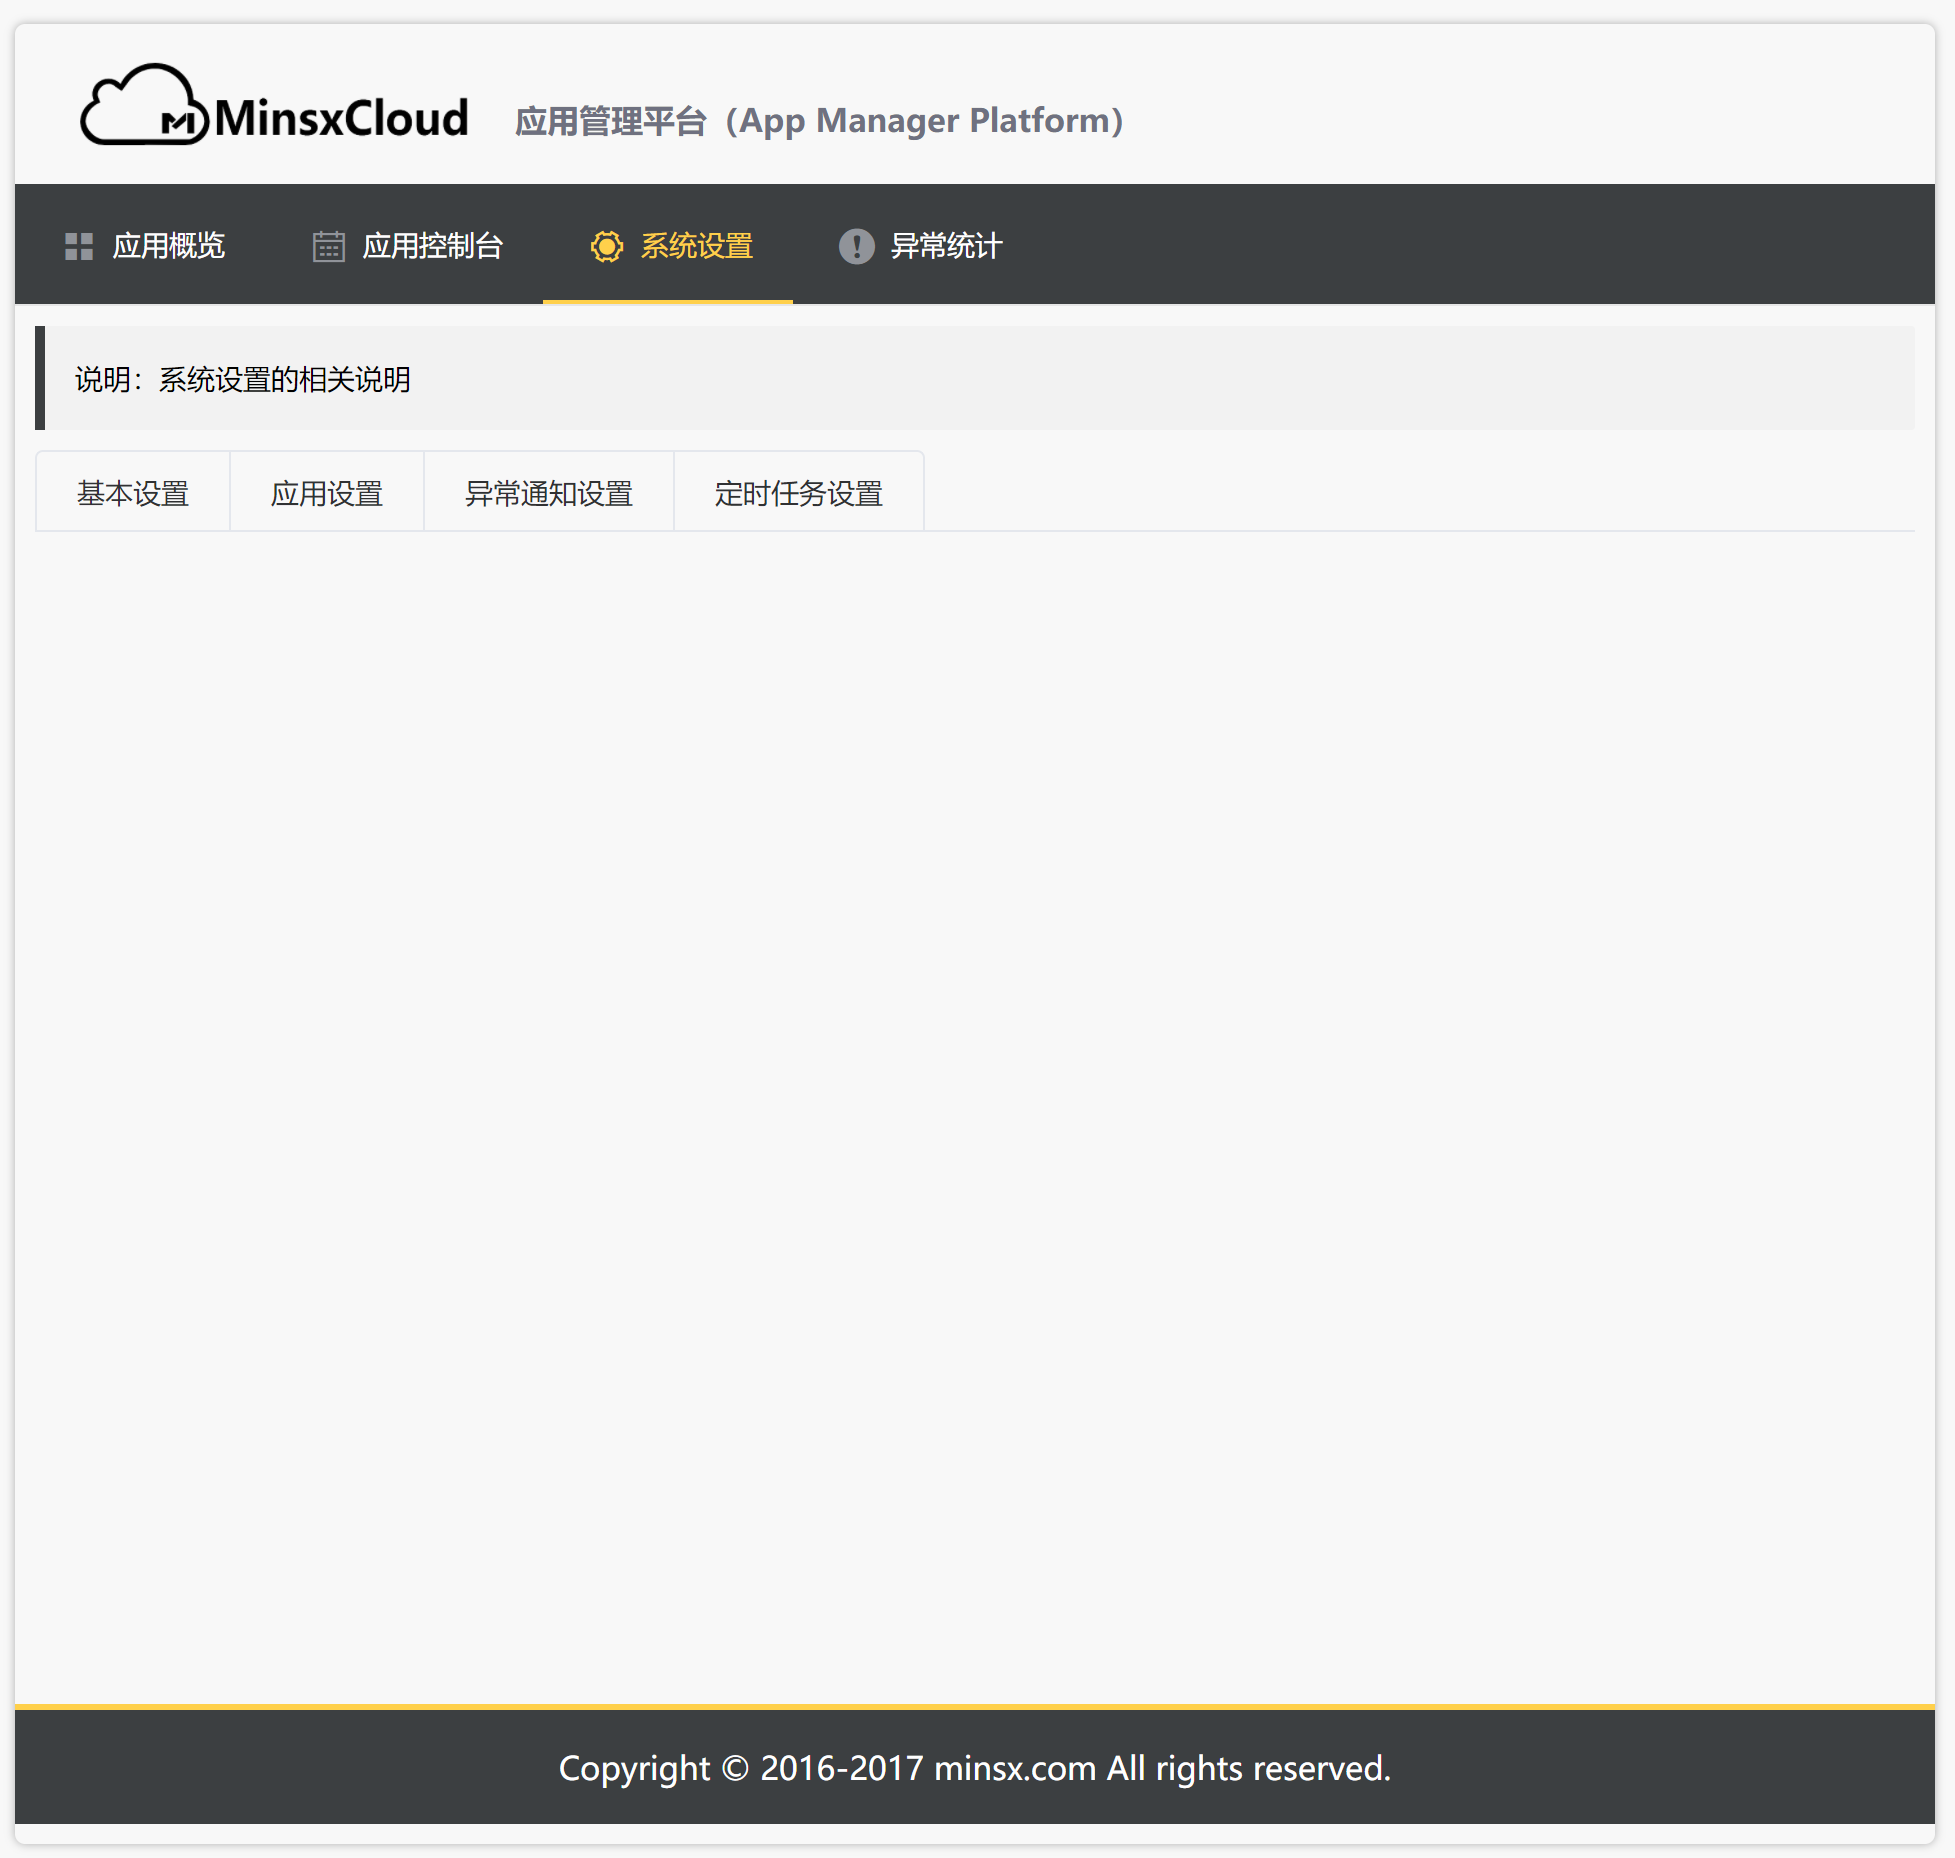 MinsxCloud 应用管理平台（App Manager Platform）
应用概览 应用控制台 系统设置 异常统计
说明：系统设置的相关说明
基本设置 应用设置 异常通知设置 定时任务设置
Copyright © 2016-2017 minsx.com All rights reserved.